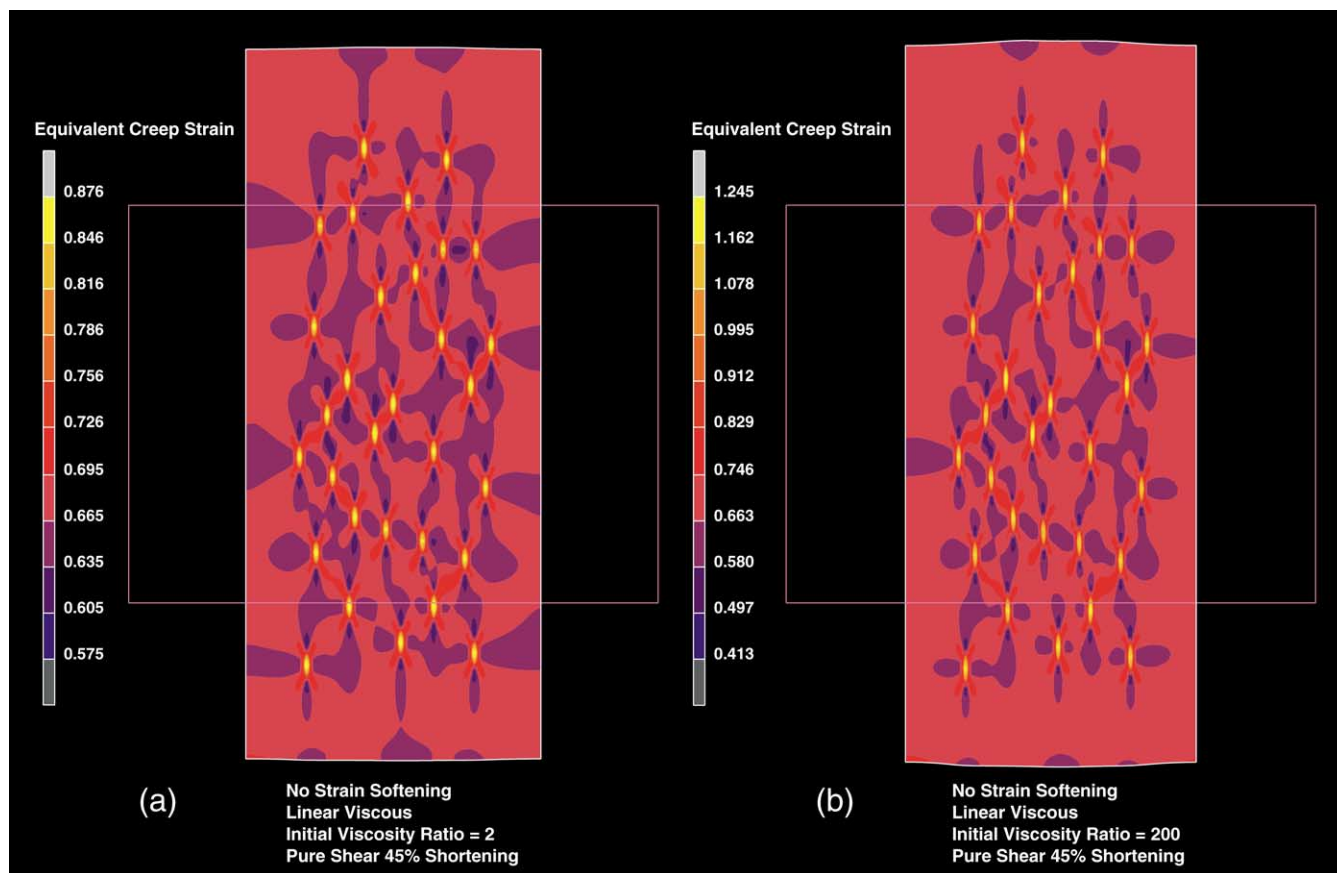 Equivalent Creep Strain
0.876
0.846
0.816
0.786
0.756
0.726
0.695
0.665
0.635
0.605
0.575
(a)
No Strain Softening
Linear Viscous
Initial Viscosity Ratio = 2
Pure Shear 45% Shortening
Equivalent Creep Strain
1.245
1.162
1.078
0.995
0.912
0.829
0.746
0.663
0.580
0.497
0.413
(b)
No Strain Softening
Linear Viscous
Initial Viscosity Ratio = 200
Pure Shear 45% Shortening